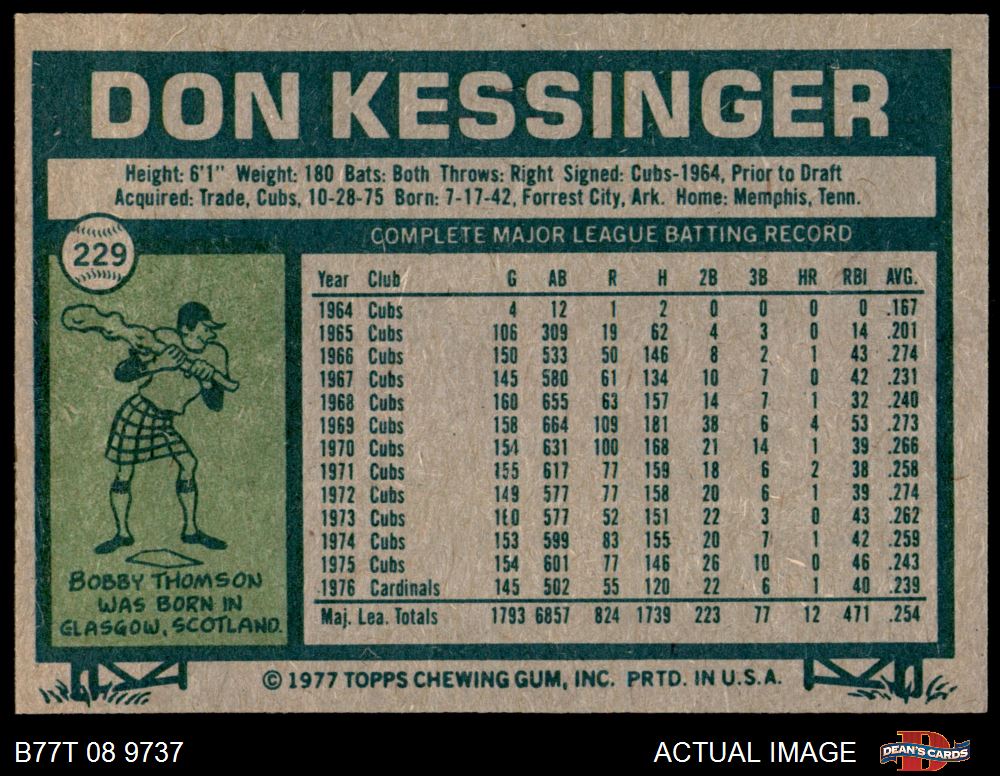 DON KESSINGER
Height: 6'1" Weight: 180 Bats: Both Throws: Right Signed: Cubs-1964, Prior to Draft
Acquired: Trade, Cubs, 10-28-75 Born: 7-17-42, Forrest City, Ark. Home: Memphis, Tenn.
229
COMPLETE MAJOR LEAGUE BATTING RECORD
Year Club G AB R H 2B 3B HR RBI AVG.
1964 Cubs 4 12 1 2 0 0 0 0 .167
1965 Cubs 106 309 19 62 4 3 0 14 .201
1966 Cubs 150 533 50 146 8 2 1 43 .274
1967 Cubs 145 580 61 134 10 7 0 42 .231
1968 Cubs 160 655 63 157 14 7 1 32 .240
1969 Cubs 158 664 109 181 38 6 4 53 .273
1970 Cubs 154 631 100 168 21 14 1 39 .266
1971 Cubs 155 617 77 159 18 6 2 38 .258
1972 Cubs 149 577 77 158 20 6 1 39 .274
1973 Cubs 160 577 52 151 22 3 0 43 .262
1974 Cubs 153 599 83 155 20 7 1 42 .259
1975 Cubs 154 601 77 146 26 10 0 46 .243
1976 Cardinals 145 502 55 120 22 6 1 40 .239
Maj. Lea. Totals 1793 6857 824 1739 223 77 12 471 .254
BOBBY THOMSON
WAS BORN IN
GLASGOW, SCOTLAND.
© 1977 TOPPS CHEWING GUM, INC. PRTD. IN U.S.A.
B77T 08 9737
ACTUAL IMAGE
DEAN'S CARDS